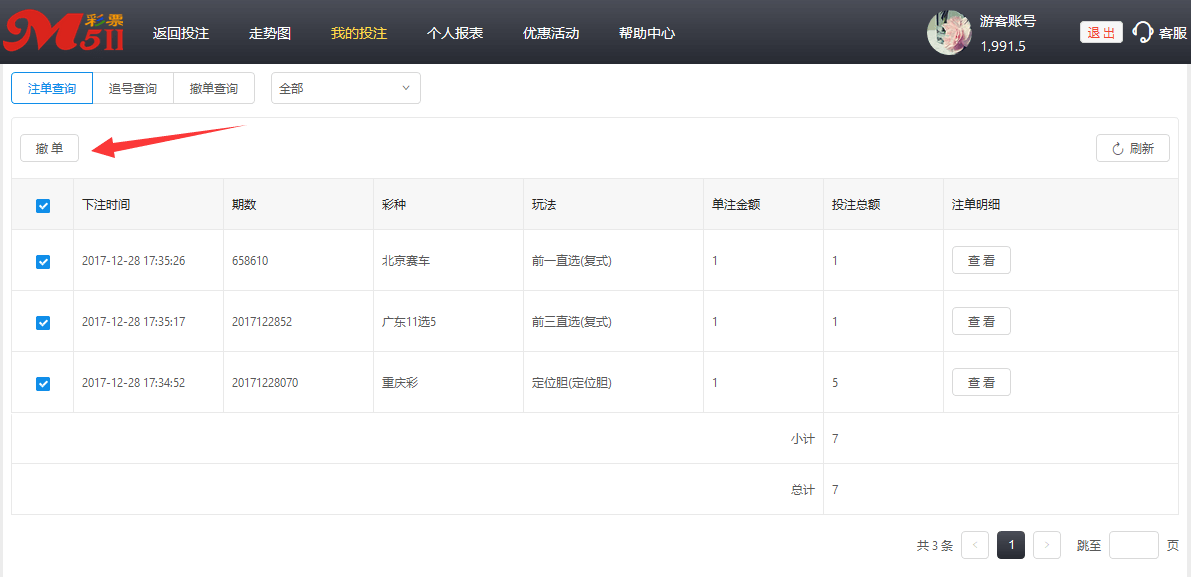 M511彩票
返回投注 走势图 我的投注 个人报表 优惠活动 帮助中心
游客账号
1,991.5
退 出 客服
注单查询 追号查询 撤单查询 全部
撤 单 刷新
下注时间 期数 彩种 玩法 单注金额 投注总额 注单明细
2017-12-28 17:35:26 658610 北京赛车 前一直选(复式) 1 1 查 看
2017-12-28 17:35:17 2017122852 广东11选5 前三直选(复式) 1 1 查 看
2017-12-28 17:34:52 20171228070 重庆彩 定位胆(定位胆) 1 5 查 看
小计 7
总计 7
共 3 条 < 1 > 跳至 页